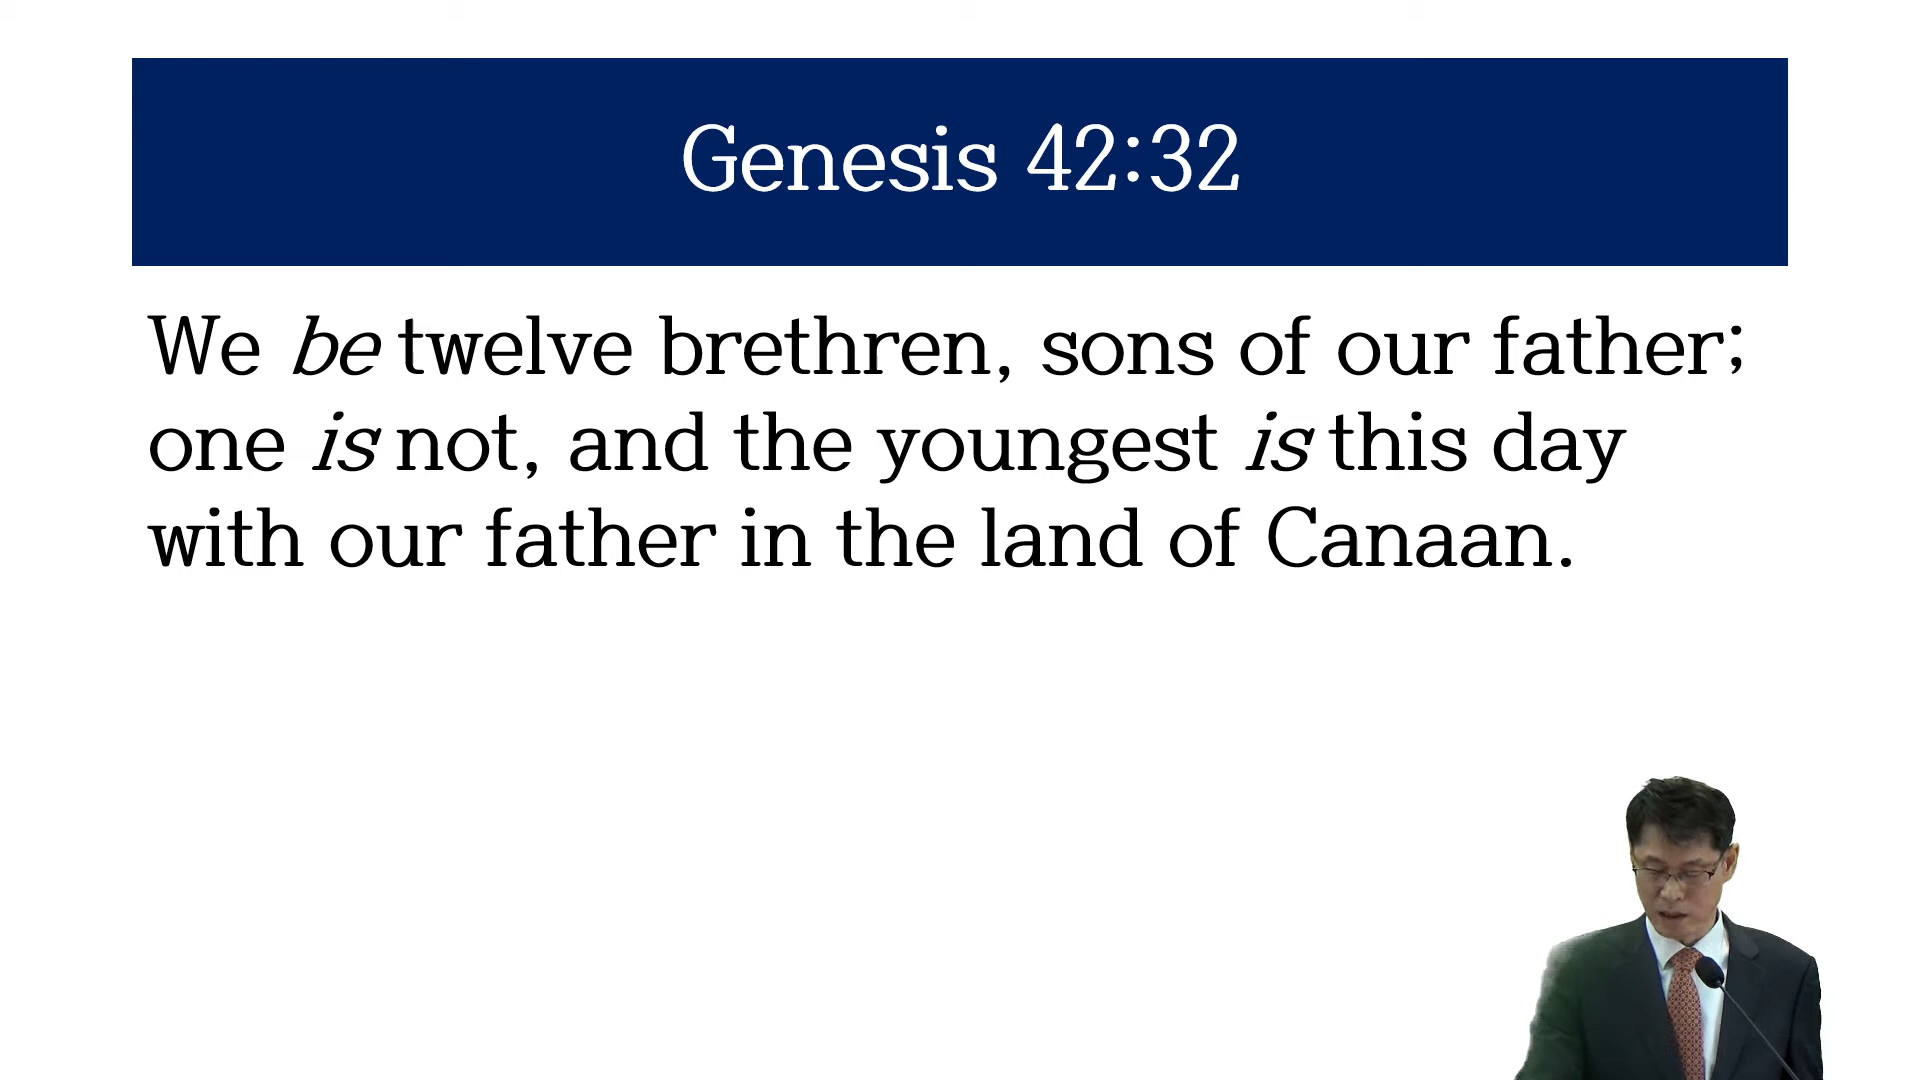 Genesis 42:32
We be twelve brethren, sons of our father;
one is not, and the youngest is this day
with our father in the land of Canaan.